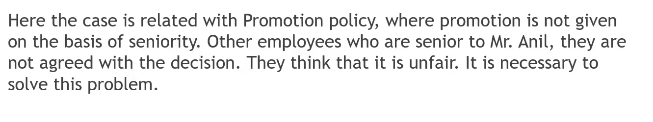 Here the case is related with Promotion policy, where promotion is not given
on the basis of seniority. Other employees who are senior to Mr. Anil, they are
not agreed with the decision. They think that it is unfair. It is necessary to
solve this problem.